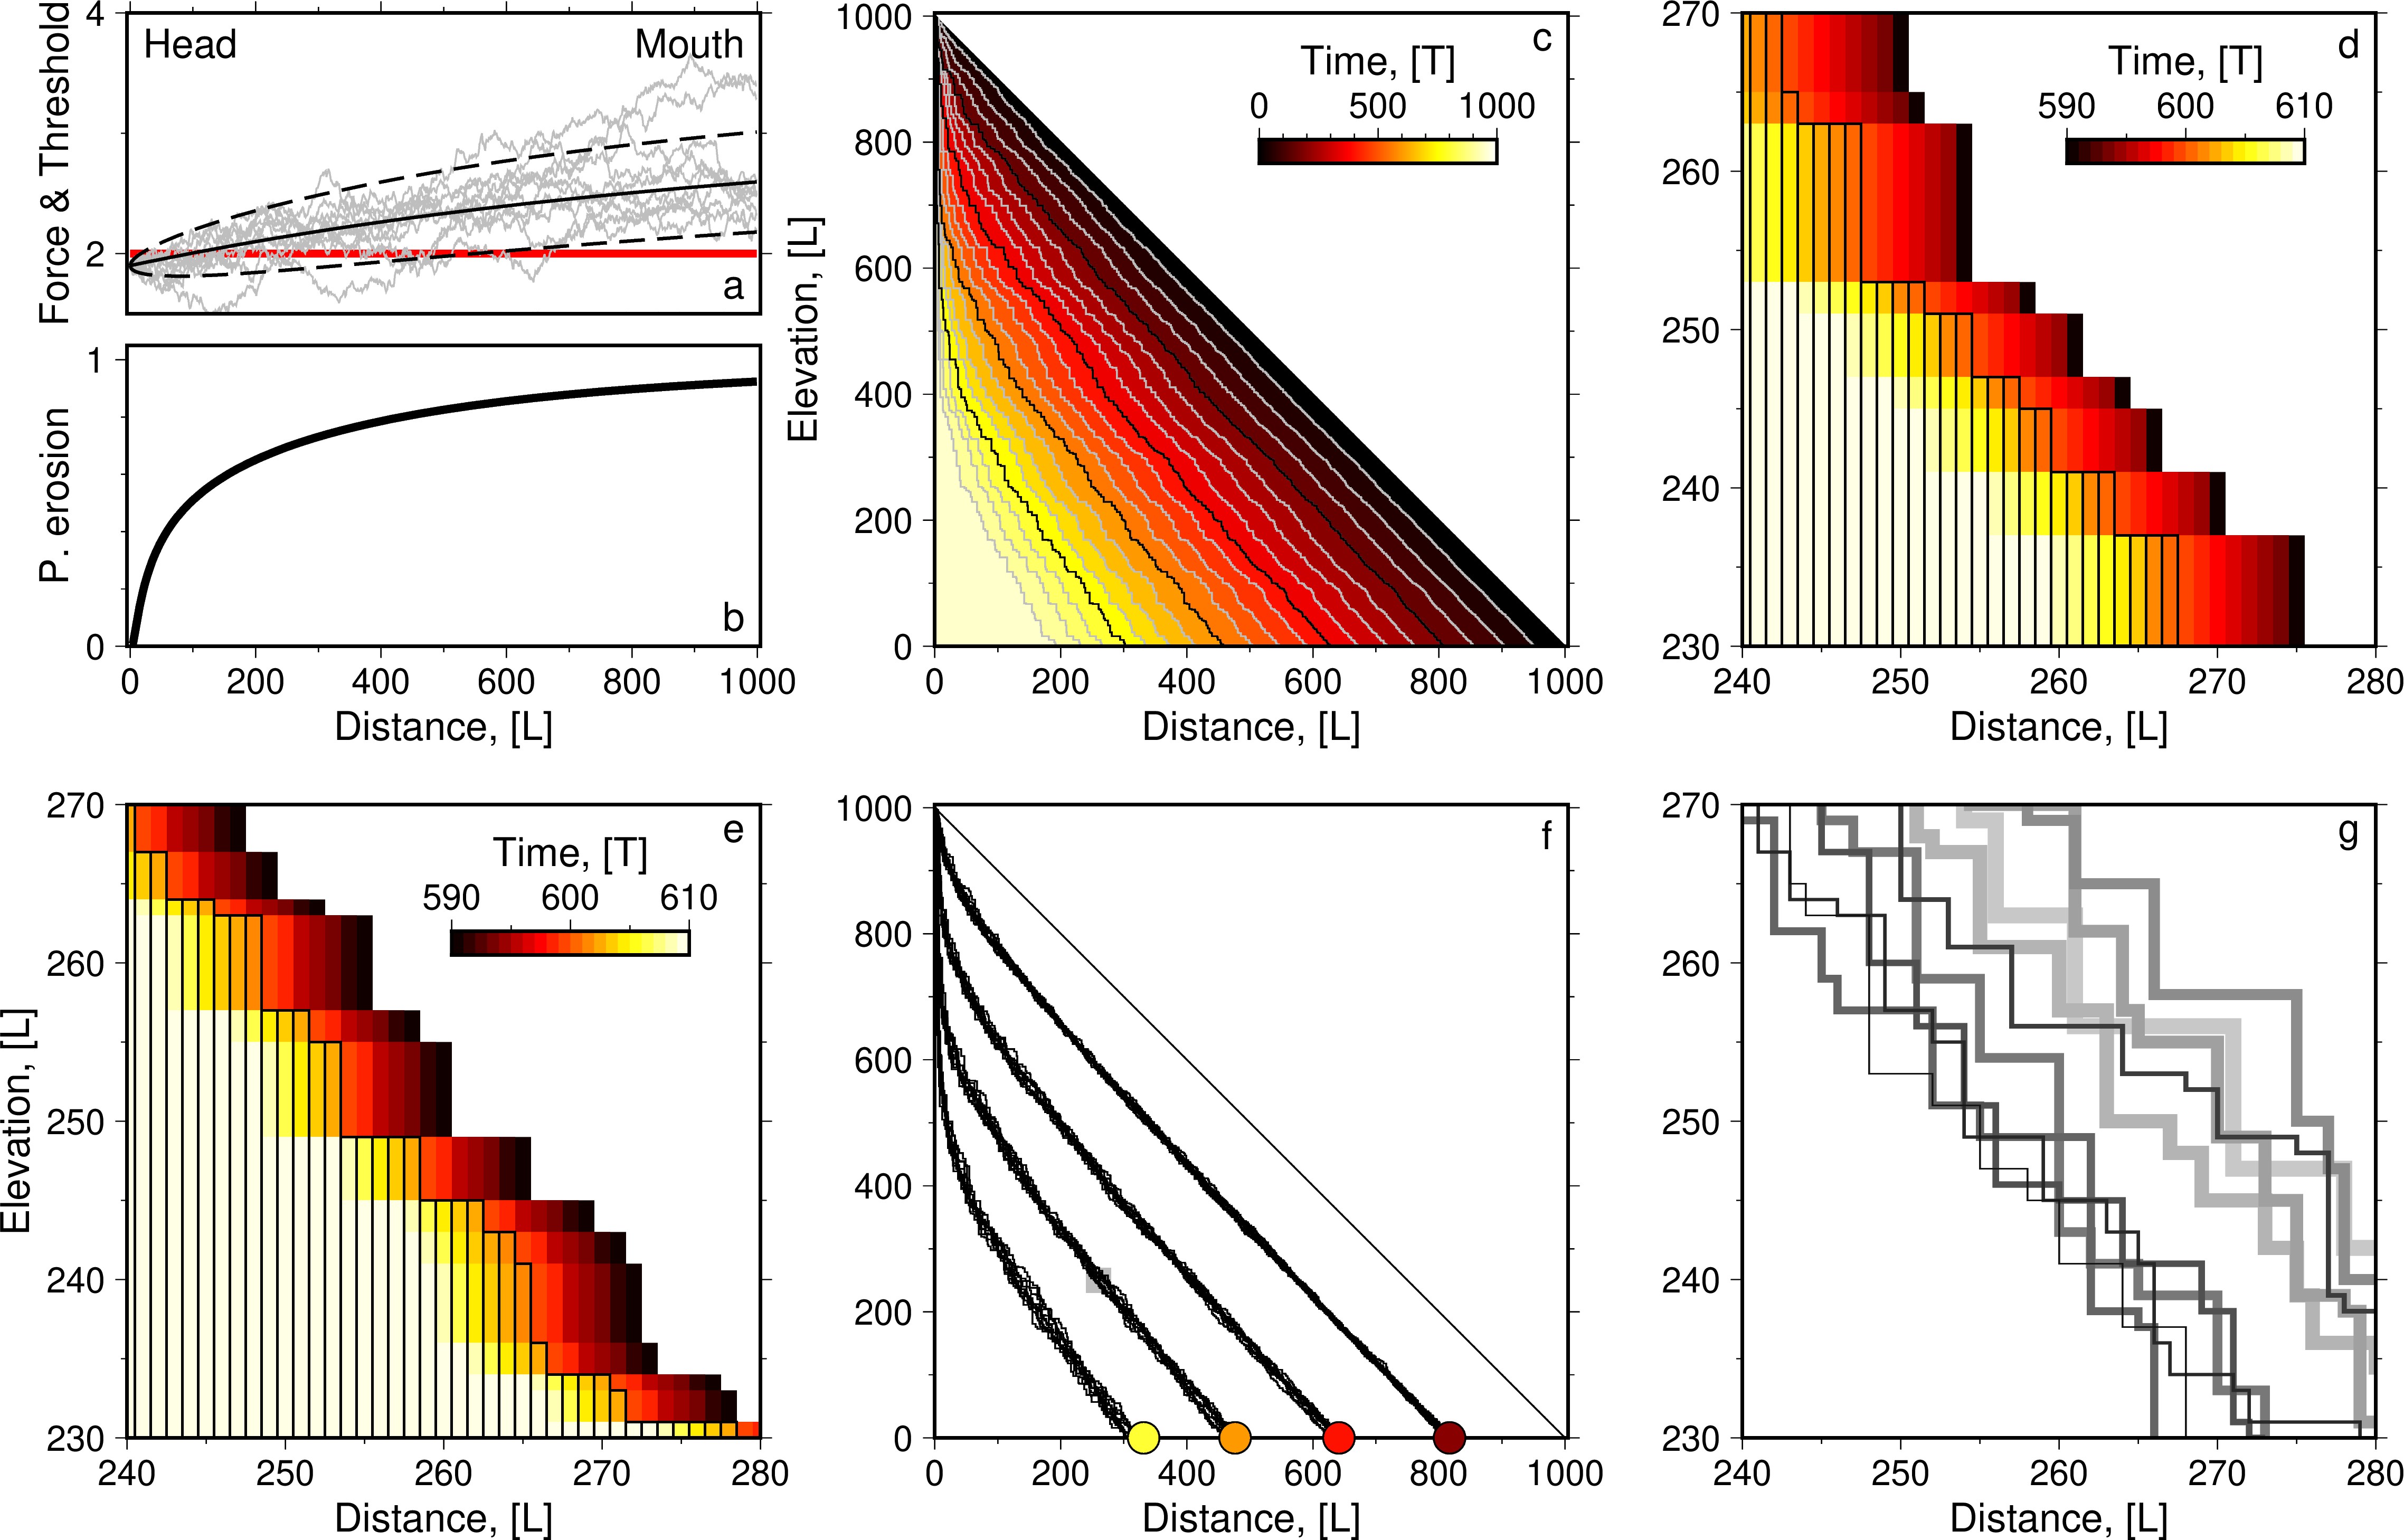 Force & Threshold
4
2
Head
Mouth
a
P. erosion
1
0
b
0 200 400 600 800 1000
Distance, [L]
Elevation, [L]
1000
800
600
400
200
0
c
Time, [T]
0 500 1000
0 200 400 600 800 1000
Distance, [L]
270
260
250
240
230
d
Time, [T]
590 600 610
240 250 260 270 280
Distance, [L]
Elevation, [L]
270
260
250
240
230
e
Time, [T]
590 600 610
240 250 260 270 280
Distance, [L]
1000
800
600
400
200
0
f
0 200 400 600 800 1000
Distance, [L]
270
260
250
240
230
g
240 250 260 270 280
Distance, [L]